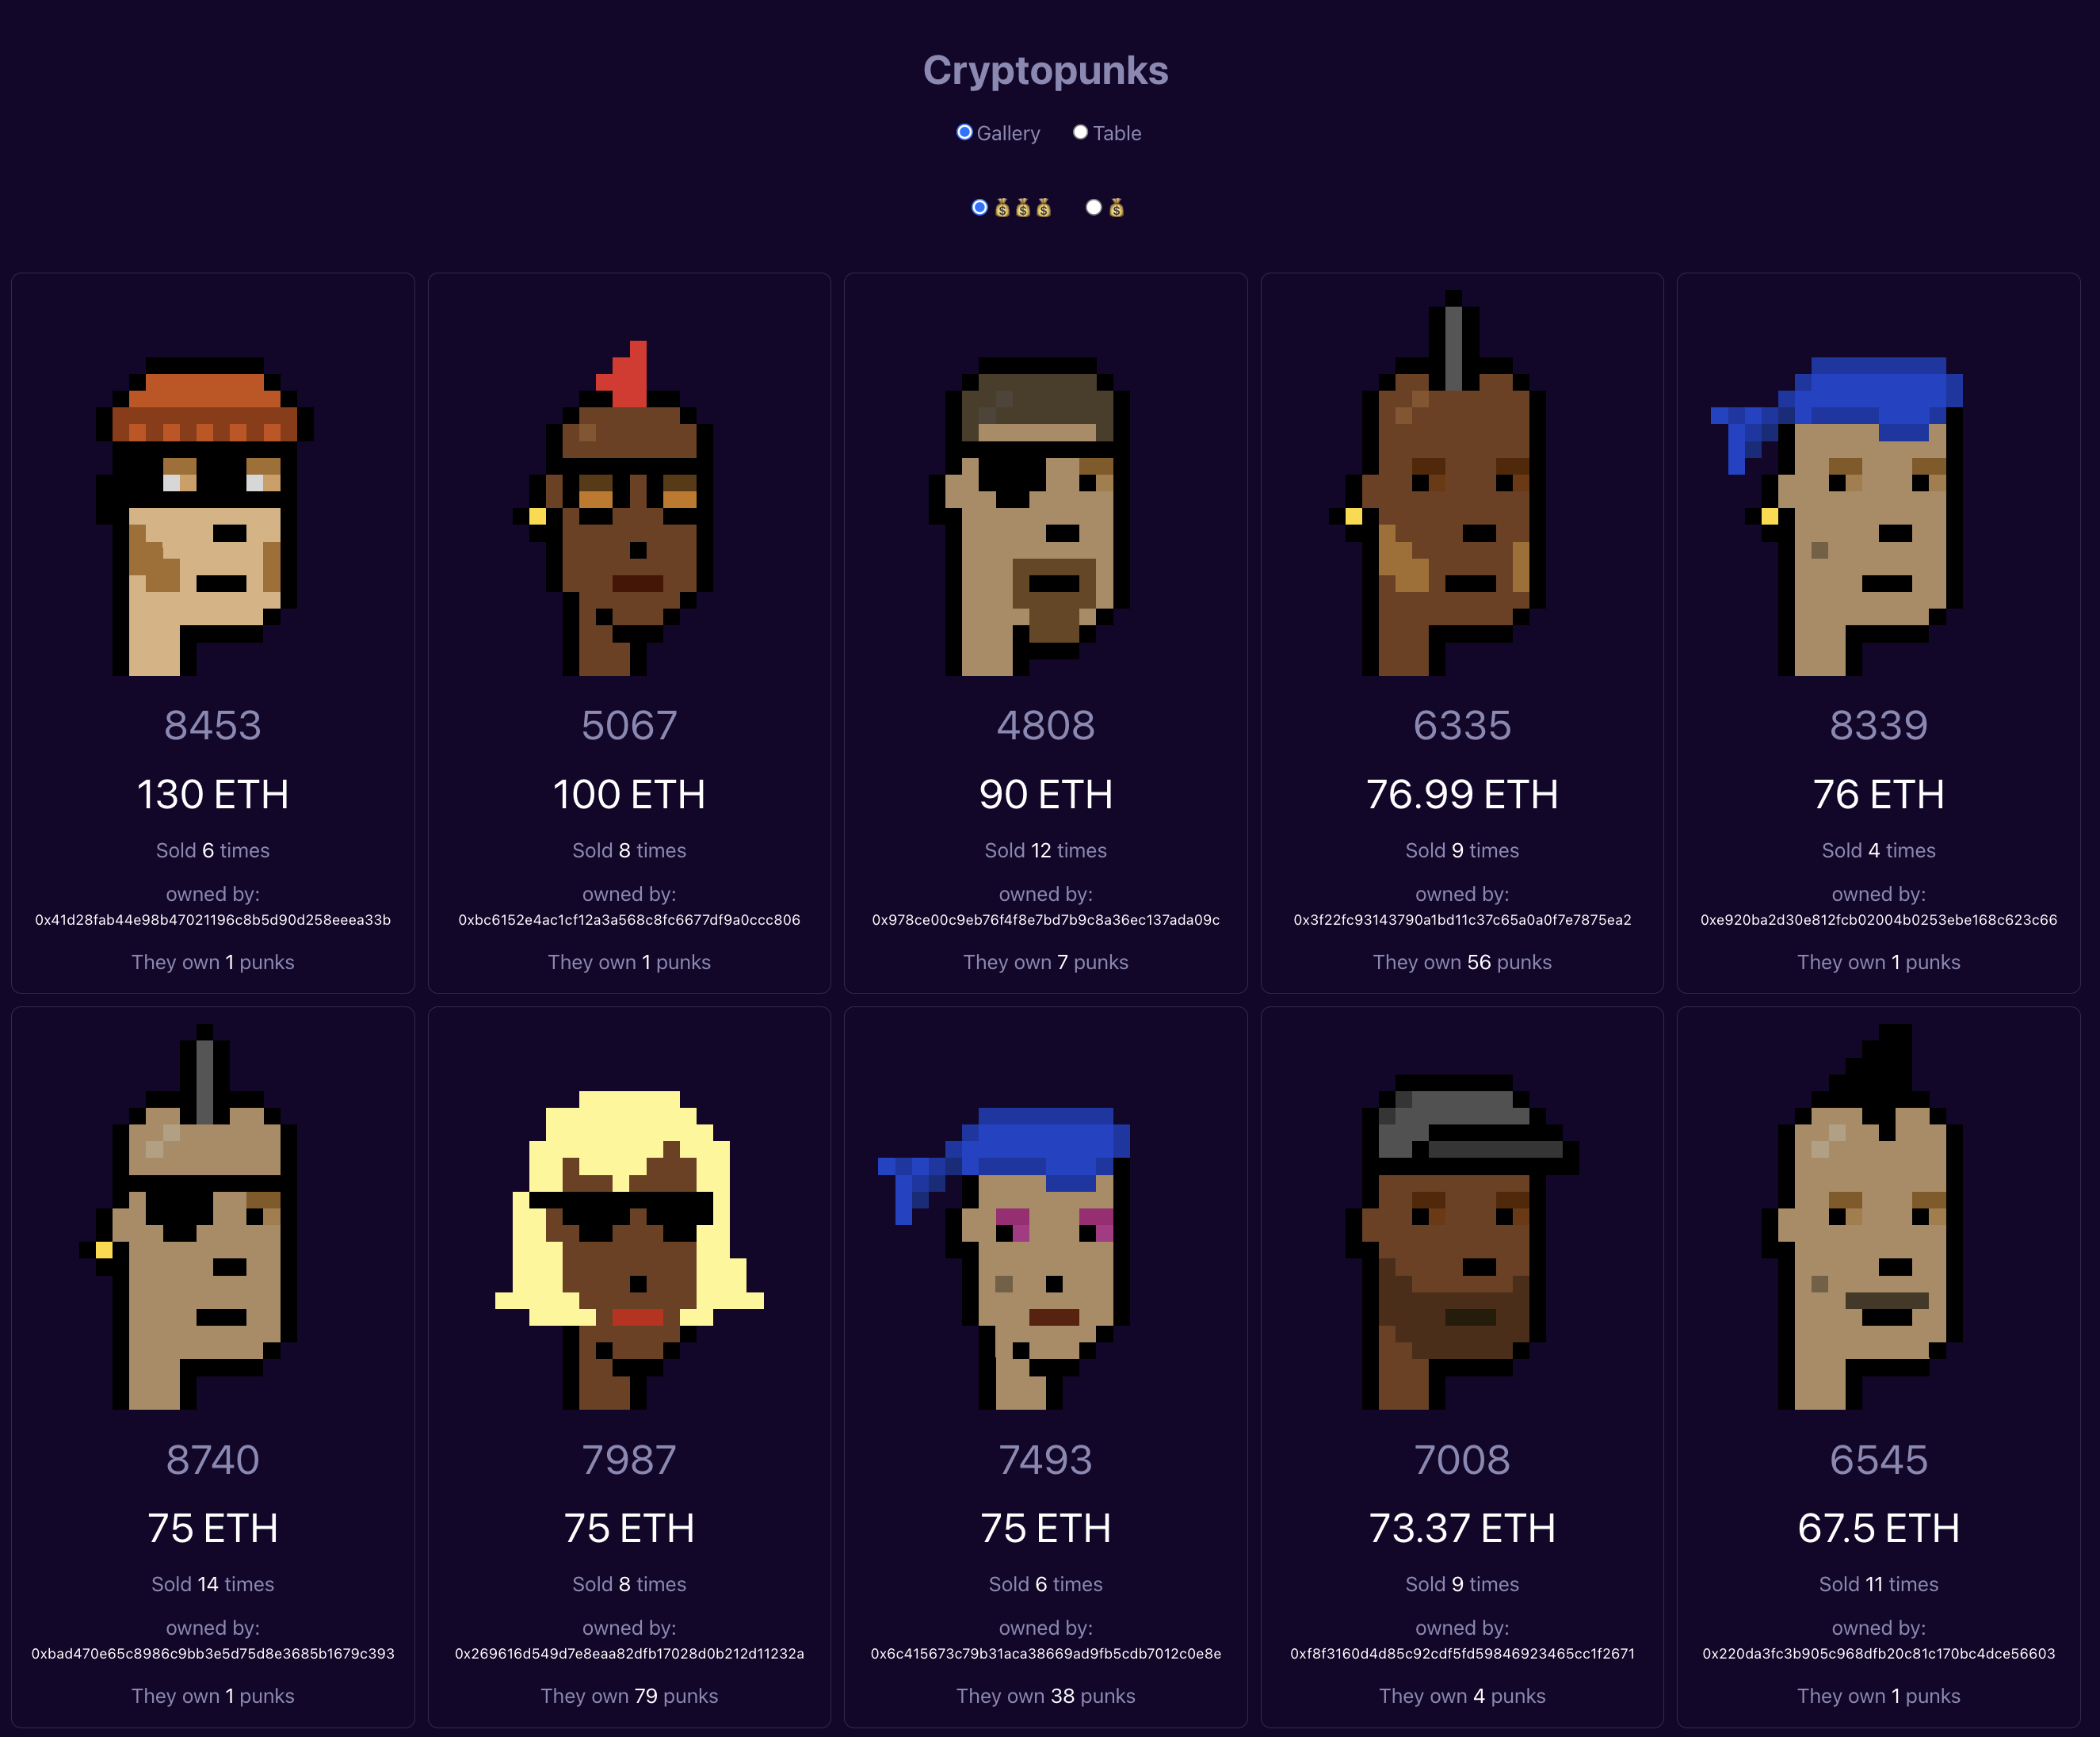 Cryptopunks
Gallery Table
8453
130 ETH
Sold 6 times
owned by:
0x41d28fab44e98b47021196c8b5d90d258eeea33b
They own 1 punks
5067
100 ETH
Sold 8 times
owned by:
0xbc6152e4ac1cf12a3a568c8fc6677df9a0ccc806
They own 1 punks
4808
90 ETH
Sold 12 times
owned by:
0x978ce00c9eb76f4f8e7bd7b9c8a36ec137ada09c
They own 7 punks
6335
76.99 ETH
Sold 9 times
owned by:
0x3f22fc93143790a1bd11c37c65a0a0f7e7875ea2
They own 56 punks
8339
76 ETH
Sold 4 times
owned by:
0xe920ba2d30e812fcb02004b0253ebe168c623c66
They own 1 punks
8740
75 ETH
Sold 14 times
owned by:
0xbad470e65c8986c9bb3e5d75d8e3685b1679c393
They own 1 punks
7987
75 ETH
Sold 8 times
owned by:
0x269616d549d7e8eaa82dfb17028d0b212d11232a
They own 79 punks
7493
75 ETH
Sold 6 times
owned by:
0x6c415673c79b31aca38669ad9fb5cdb7012c0e8e
They own 38 punks
7008
73.37 ETH
Sold 9 times
owned by:
0xf8f3160d4d85c92cdf5fd59846923465cc1f2671
They own 4 punks
6545
67.5 ETH
Sold 11 times
owned by:
0x220da3fc3b905c968dfb20c81c170bc4dce56603
They own 1 punks